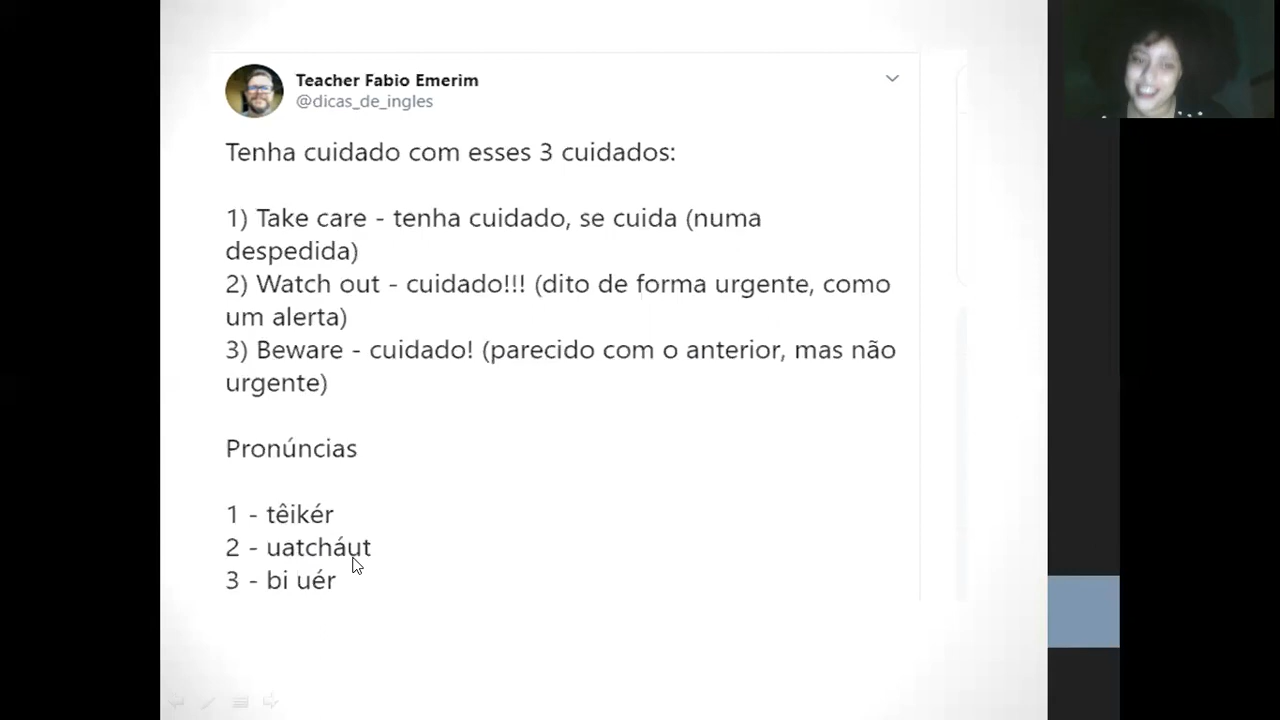 Teacher Fabio Emerim
@dicas_de_ingles
Tenha cuidado com esses 3 cuidados:
1) Take care - tenha cuidado, se cuida (numa
despedida)
2) Watch out - cuidado!!! (dito de forma urgente, como
um alerta)
3) Beware - cuidado! (parecido com o anterior, mas não
urgente)
Pronúncias
1 - têikér
2 - uatcháut
3 - bi uér